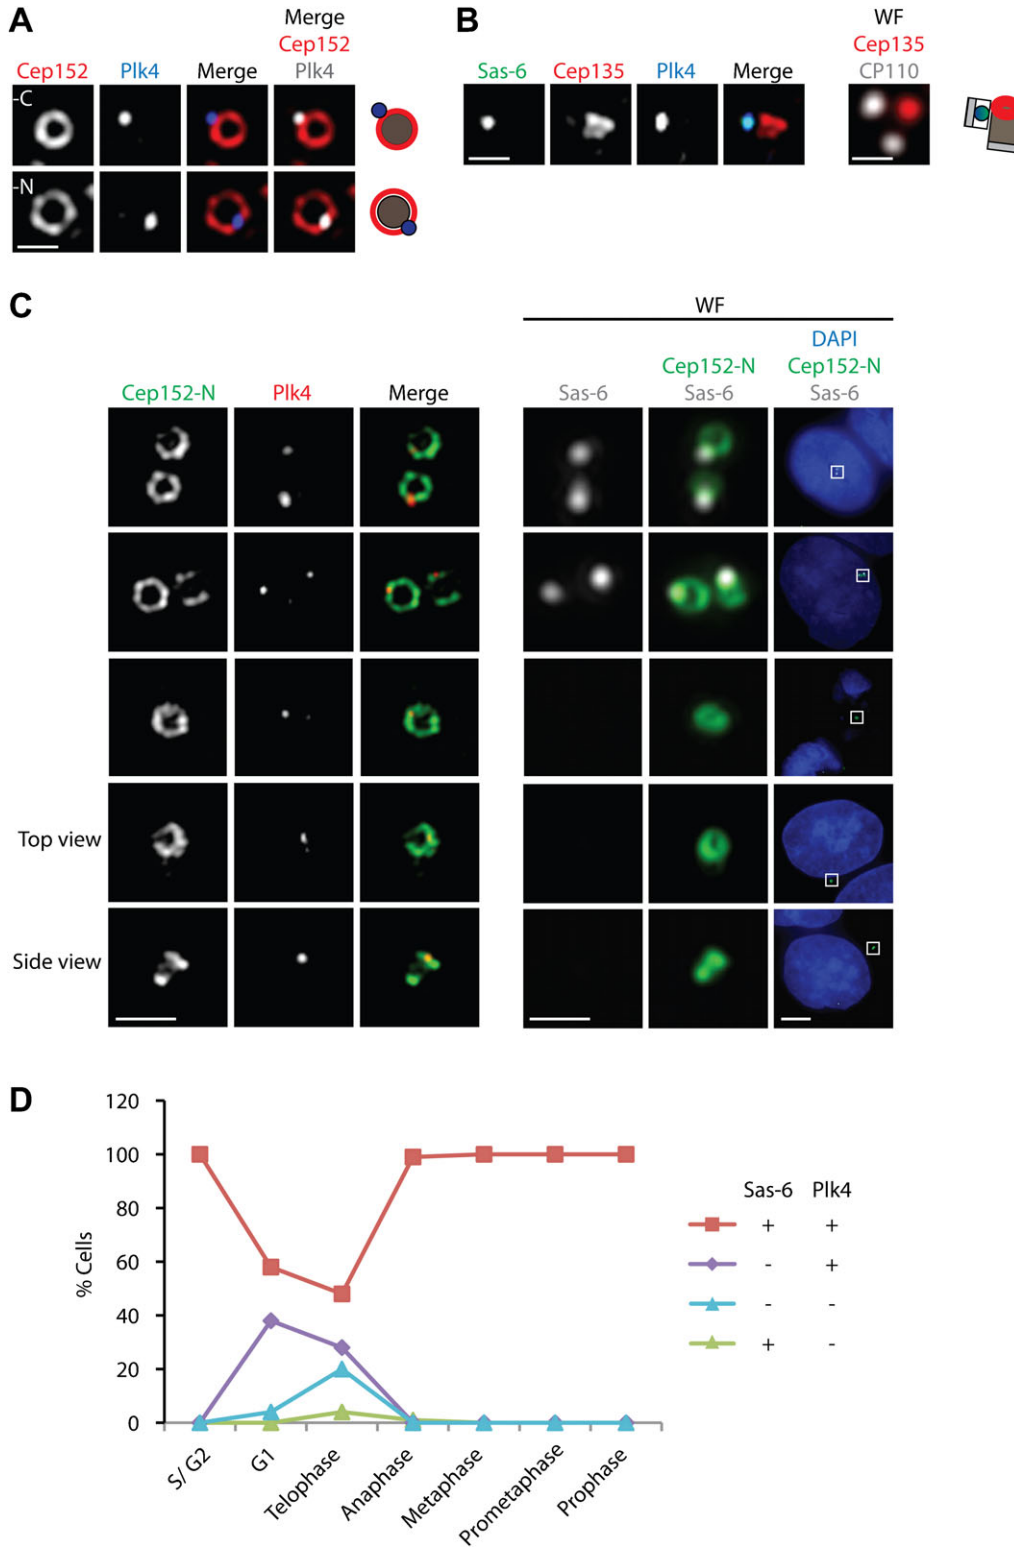 A
Merge
Cep152
Cep152 Plk4 Merge Plk4
-C
-N
B
WF
Cep135
Sas-6 Cep135 Plk4 Merge CP110
C
WF
DAPI
Cep152-N Cep152-N
Cep152-N Plk4 Merge Sas-6 Sas-6 Sas-6
Top view
Side view
D
120
100
80
60
40
20
0
% Cells
S/ G2
G1
Telophase
Anaphase
Metaphase
Prometaphase
Prophase
Sas-6 Plk4
+ +
- +
- -
+ -